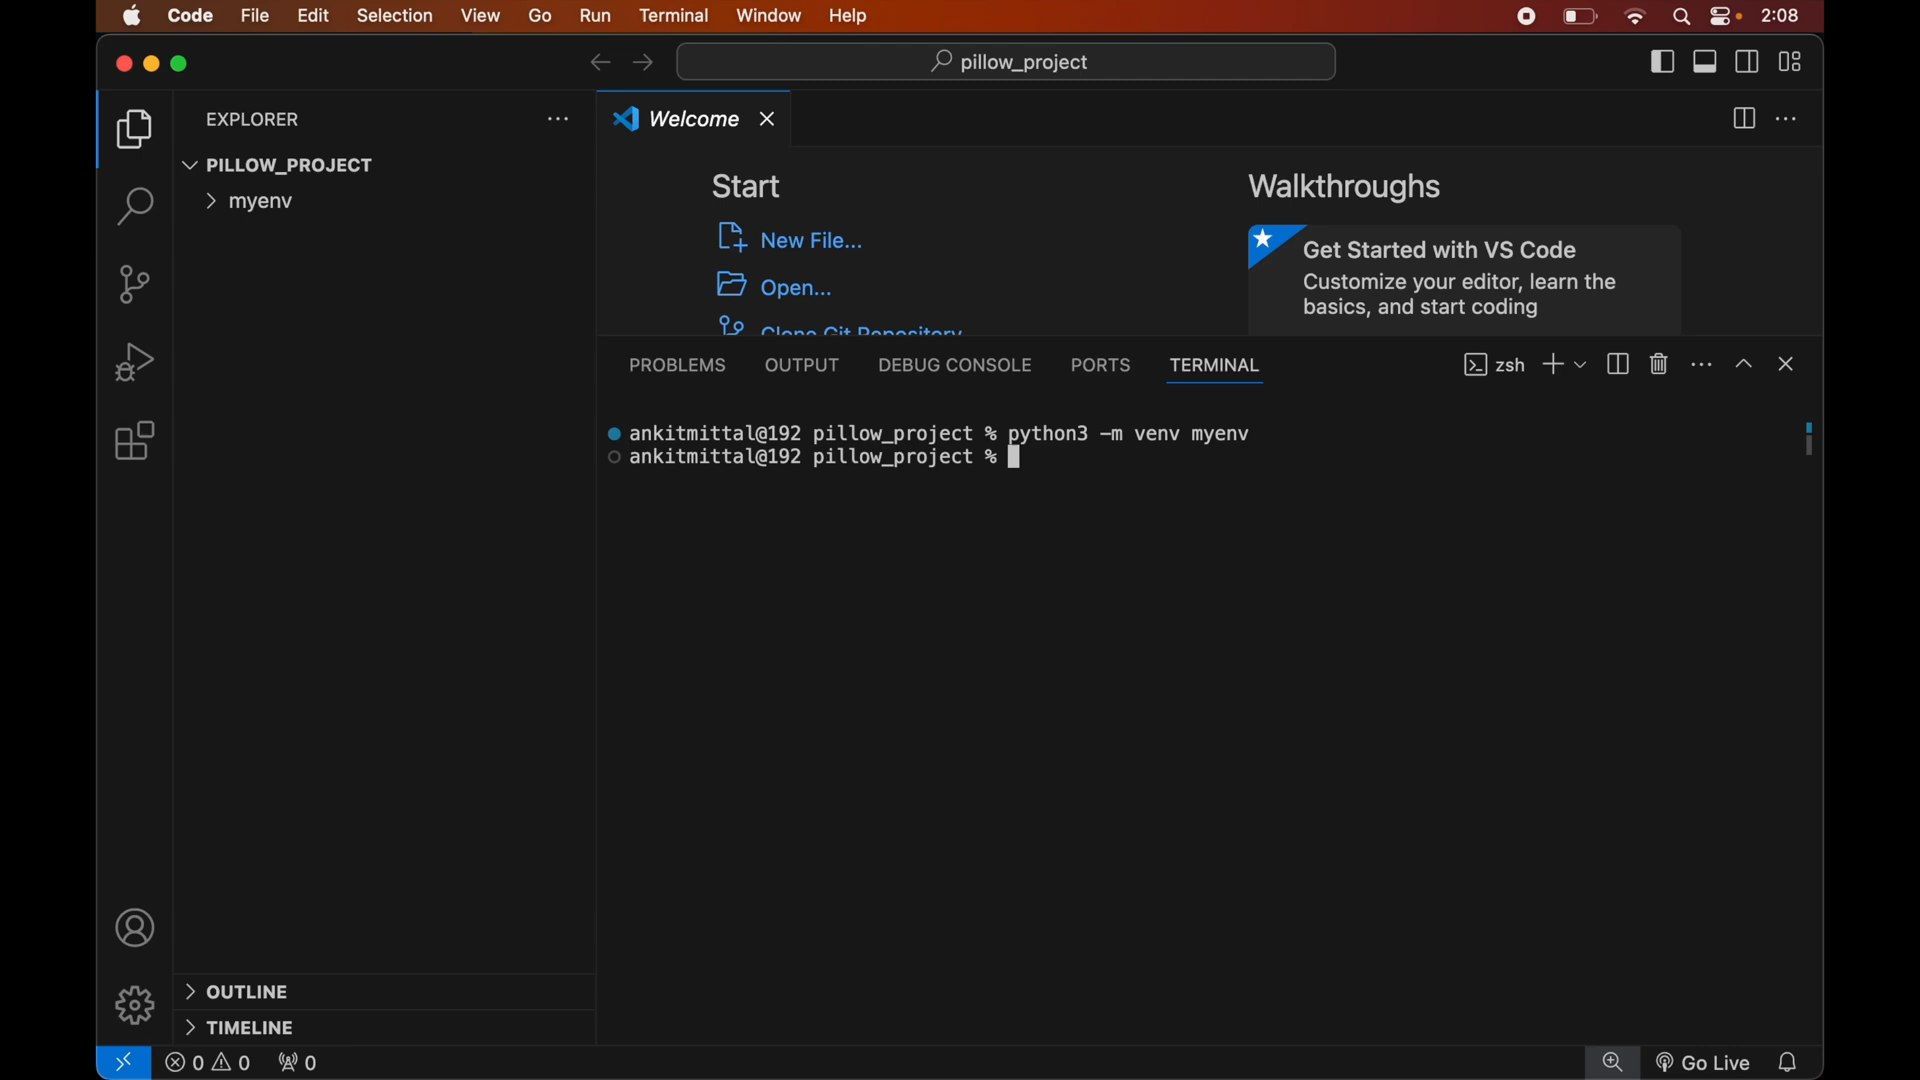 Code File Edit Selection View Go Run Terminal Window Help 2:08
pillow_project
EXPLORER
Welcome
PILLOW_PROJECT
myenv
Start
Walkthroughs
New File...
Get Started with VS Code
Open...
Customize your editor, learn the
basics, and start coding
Clone Git Repository
PROBLEMS OUTPUT DEBUG CONSOLE PORTS TERMINAL zsh
ankitmittal@192 pillow_project % python3 -m venv myenv
ankitmittal@192 pillow_project %
OUTLINE
TIMELINE
0 0 0 Go Live